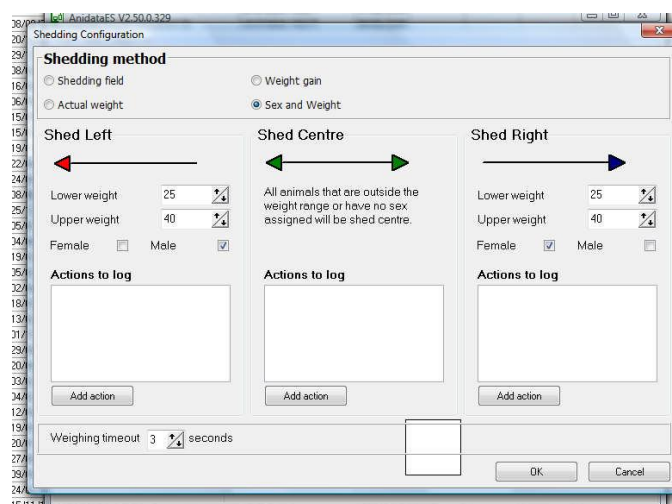 AnidataES V2.50.0.329
Shedding Configuration
Shedding method
Shedding field
Weight gain
Actual weight
Sex and Weight
Shed Left
Shed Centre
Shed Right
Lower weight 25
Upper weight 40
Female Male
All animals that are outside the
weight range or have no sex
assigned will be shed centre.
Lower weight 25
Upper weight 40
Female Male
Actions to log
Actions to log
Actions to log
Add action
Add action
Add action
Weighing timeout 3 seconds
OK
Cancel